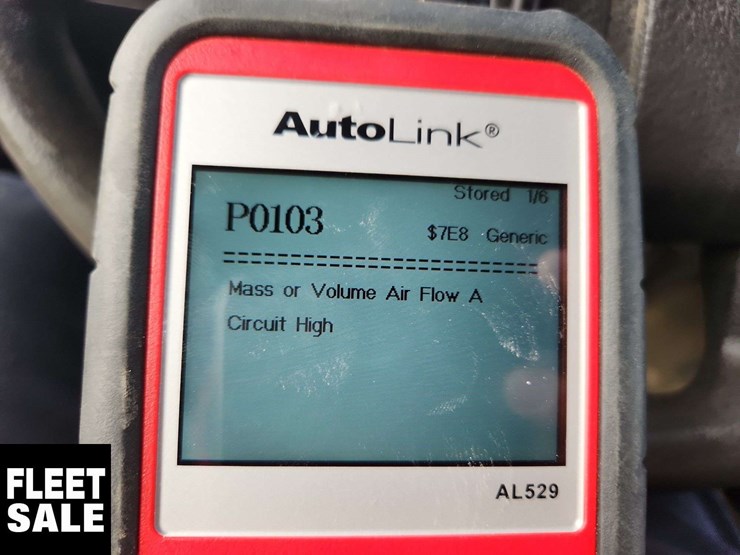 AutoLink®
Stored 1/6
P0103
$7E8 Generic
==============================
Mass or Volume Air Flow A
Circuit High
AL529
FLEET
SALE